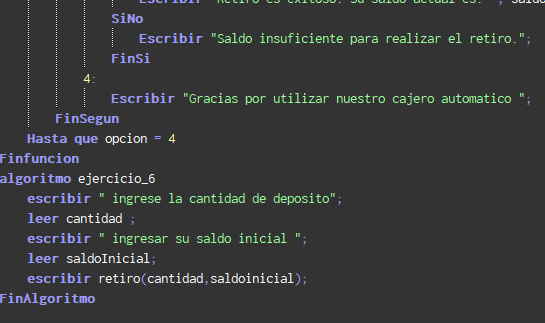 Escribir "Retiro es exitoso. Su saldo actual es: ", saldo
SiNo
Escribir "Saldo insuficiente para realizar el retiro.";
FinSi
4:
Escribir "Gracias por utilizar nuestro cajero automatico ";
FinSegun
Hasta que opcion = 4
Finfuncion
algoritmo ejercicio_6
escribir " ingrese la cantidad de deposito";
leer cantidad ;
escribir " ingresar su saldo inicial ";
leer saldoInicial;
escribir retiro(cantidad,saldoinicial);
FinAlgoritmo